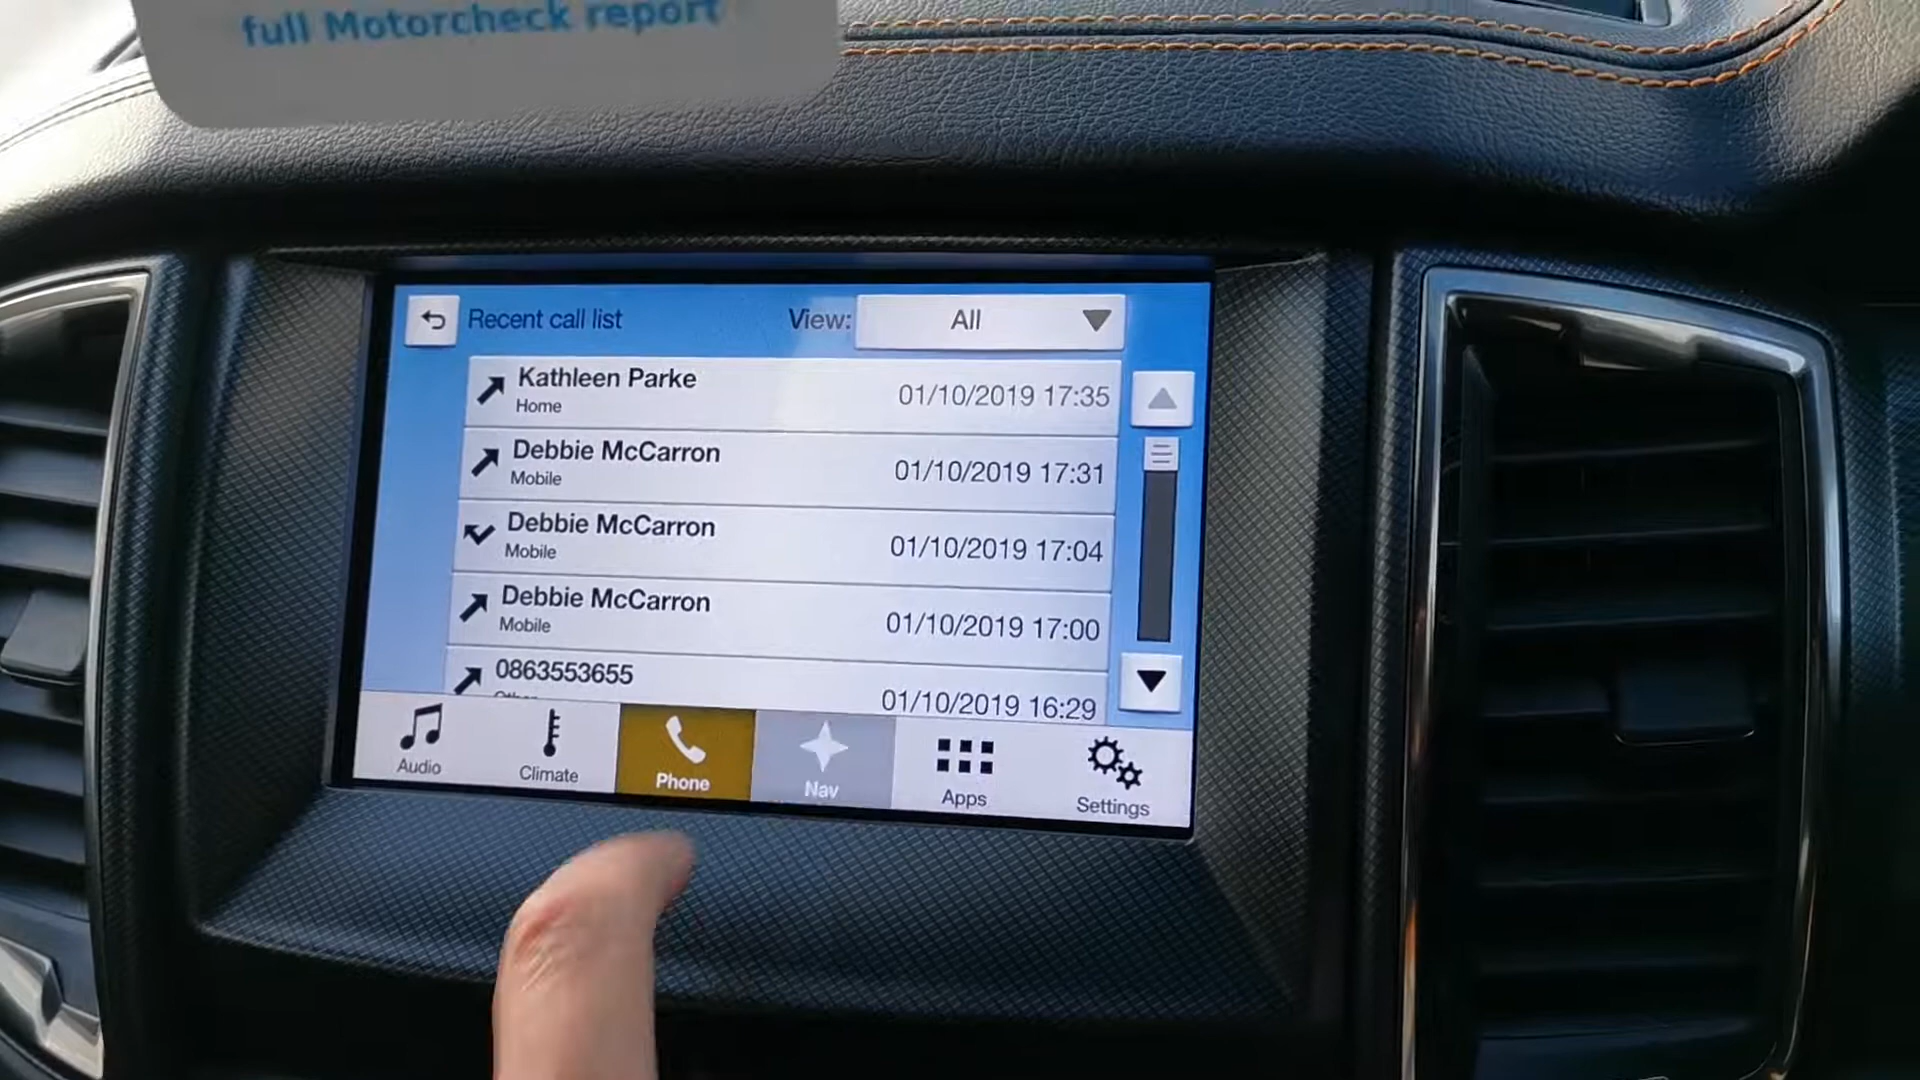 full Motorcheck report
Recent call list
View:
All
Kathleen Parke
Home
01/10/2019 17:35
Debbie McCarron
Mobile
01/10/2019 17:31
Debbie McCarron
Mobile
01/10/2019 17:04
Debbie McCarron
Mobile
01/10/2019 17:00
0863553655
Other
01/10/2019 16:29
Audio
Climate
Phone
Nav
Apps
Settings